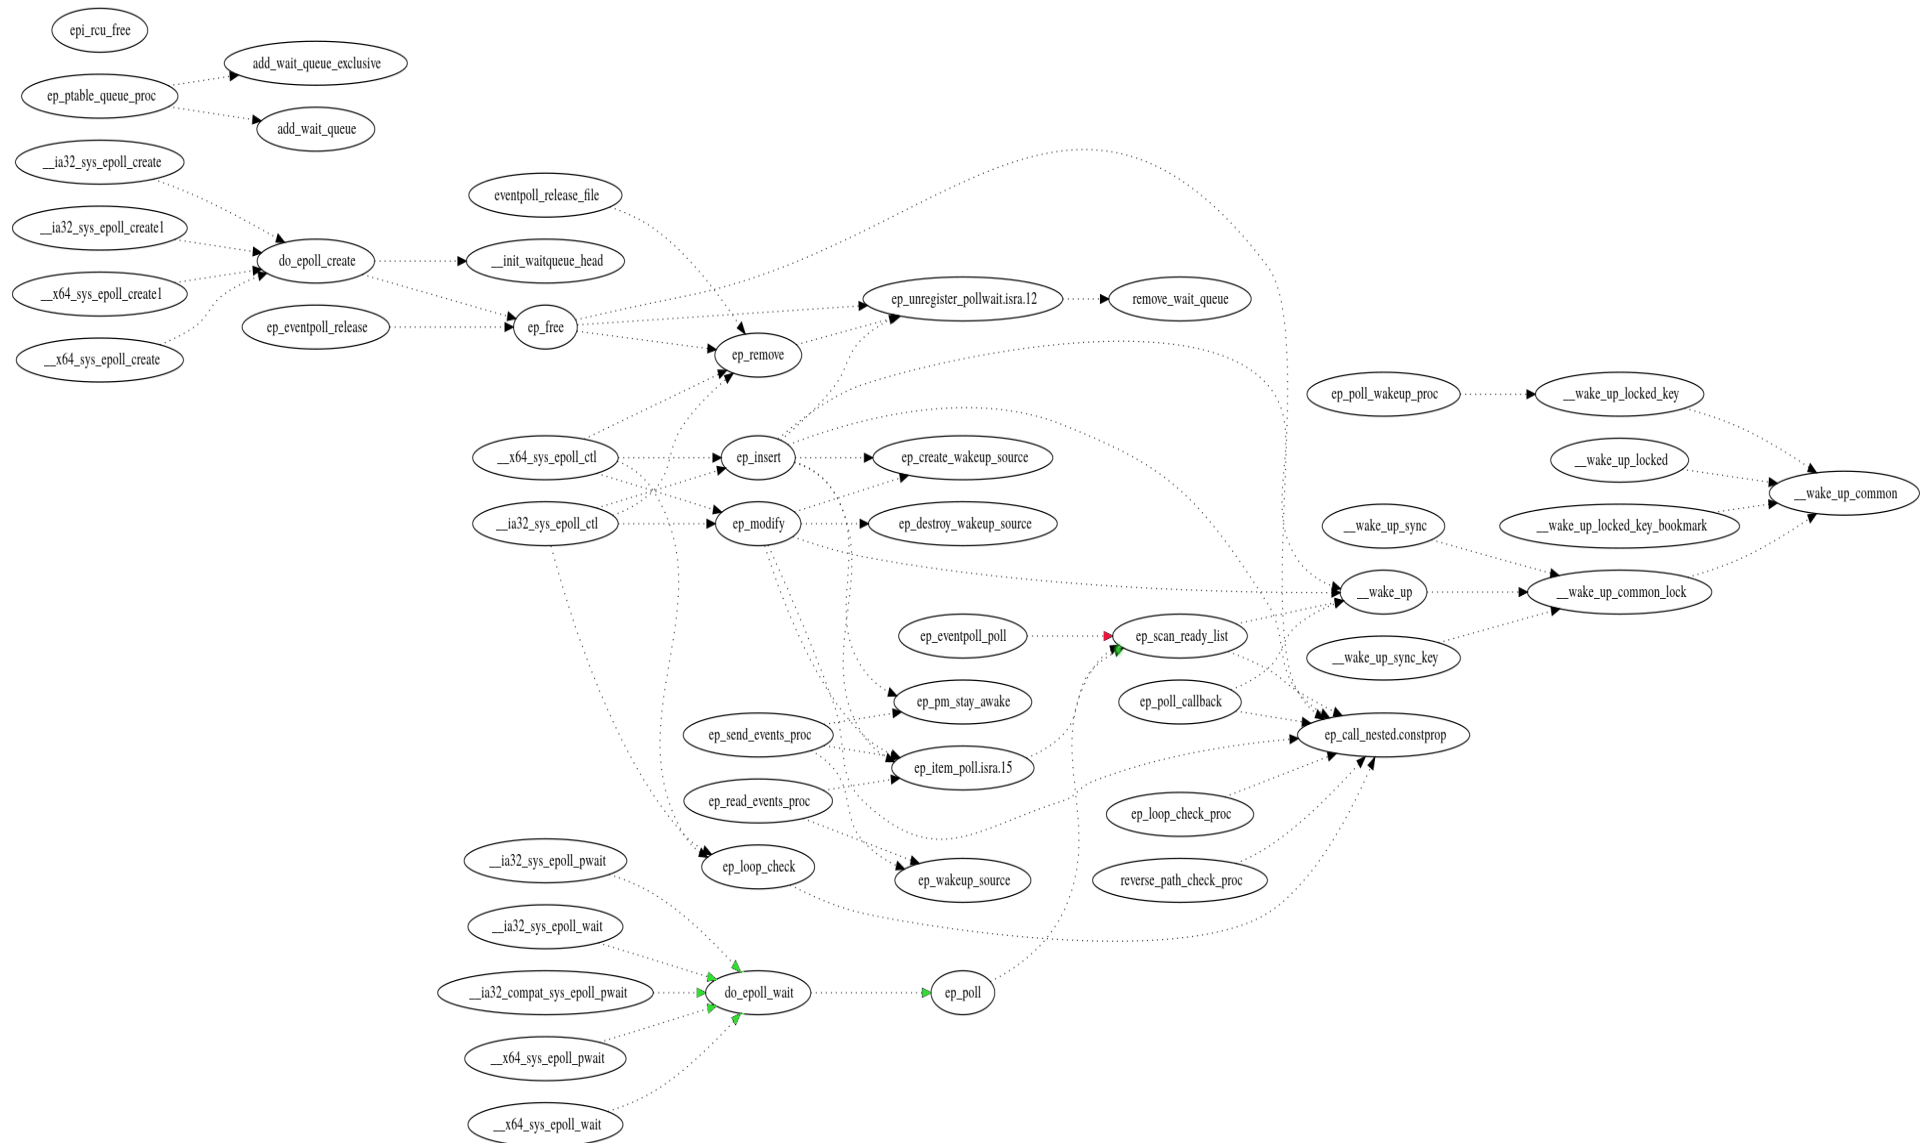 epi_rcu_free
add_wait_queue_exclusive
ep_ptable_queue_proc
add_wait_queue
__ia32_sys_epoll_create
eventpoll_release_file
__ia32_sys_epoll_create1
do_epoll_create
__init_waitqueue_head
__x64_sys_epoll_create1
ep_unregister_pollwait.isra.12
remove_wait_queue
ep_eventpoll_release
ep_free
__x64_sys_epoll_create
ep_remove
ep_poll_wakeup_proc
__wake_up_locked_key
__x64_sys_epoll_ctl
ep_insert
ep_create_wakeup_source
__wake_up_locked
__wake_up_common
__ia32_sys_epoll_ctl
ep_modify
ep_destroy_wakeup_source
__wake_up_sync
__wake_up_locked_key_bookmark
__wake_up
__wake_up_common_lock
ep_eventpoll_poll
ep_scan_ready_list
__wake_up_sync_key
ep_pm_stay_awake
ep_poll_callback
ep_send_events_proc
ep_call_nested.constprop
ep_item_poll.isra.15
ep_read_events_proc
ep_loop_check_proc
__ia32_sys_epoll_pwait
ep_loop_check
ep_wakeup_source
reverse_path_check_proc
__ia32_sys_epoll_wait
__ia32_compat_sys_epoll_pwait
do_epoll_wait
ep_poll
__x64_sys_epoll_pwait
__x64_sys_epoll_wait